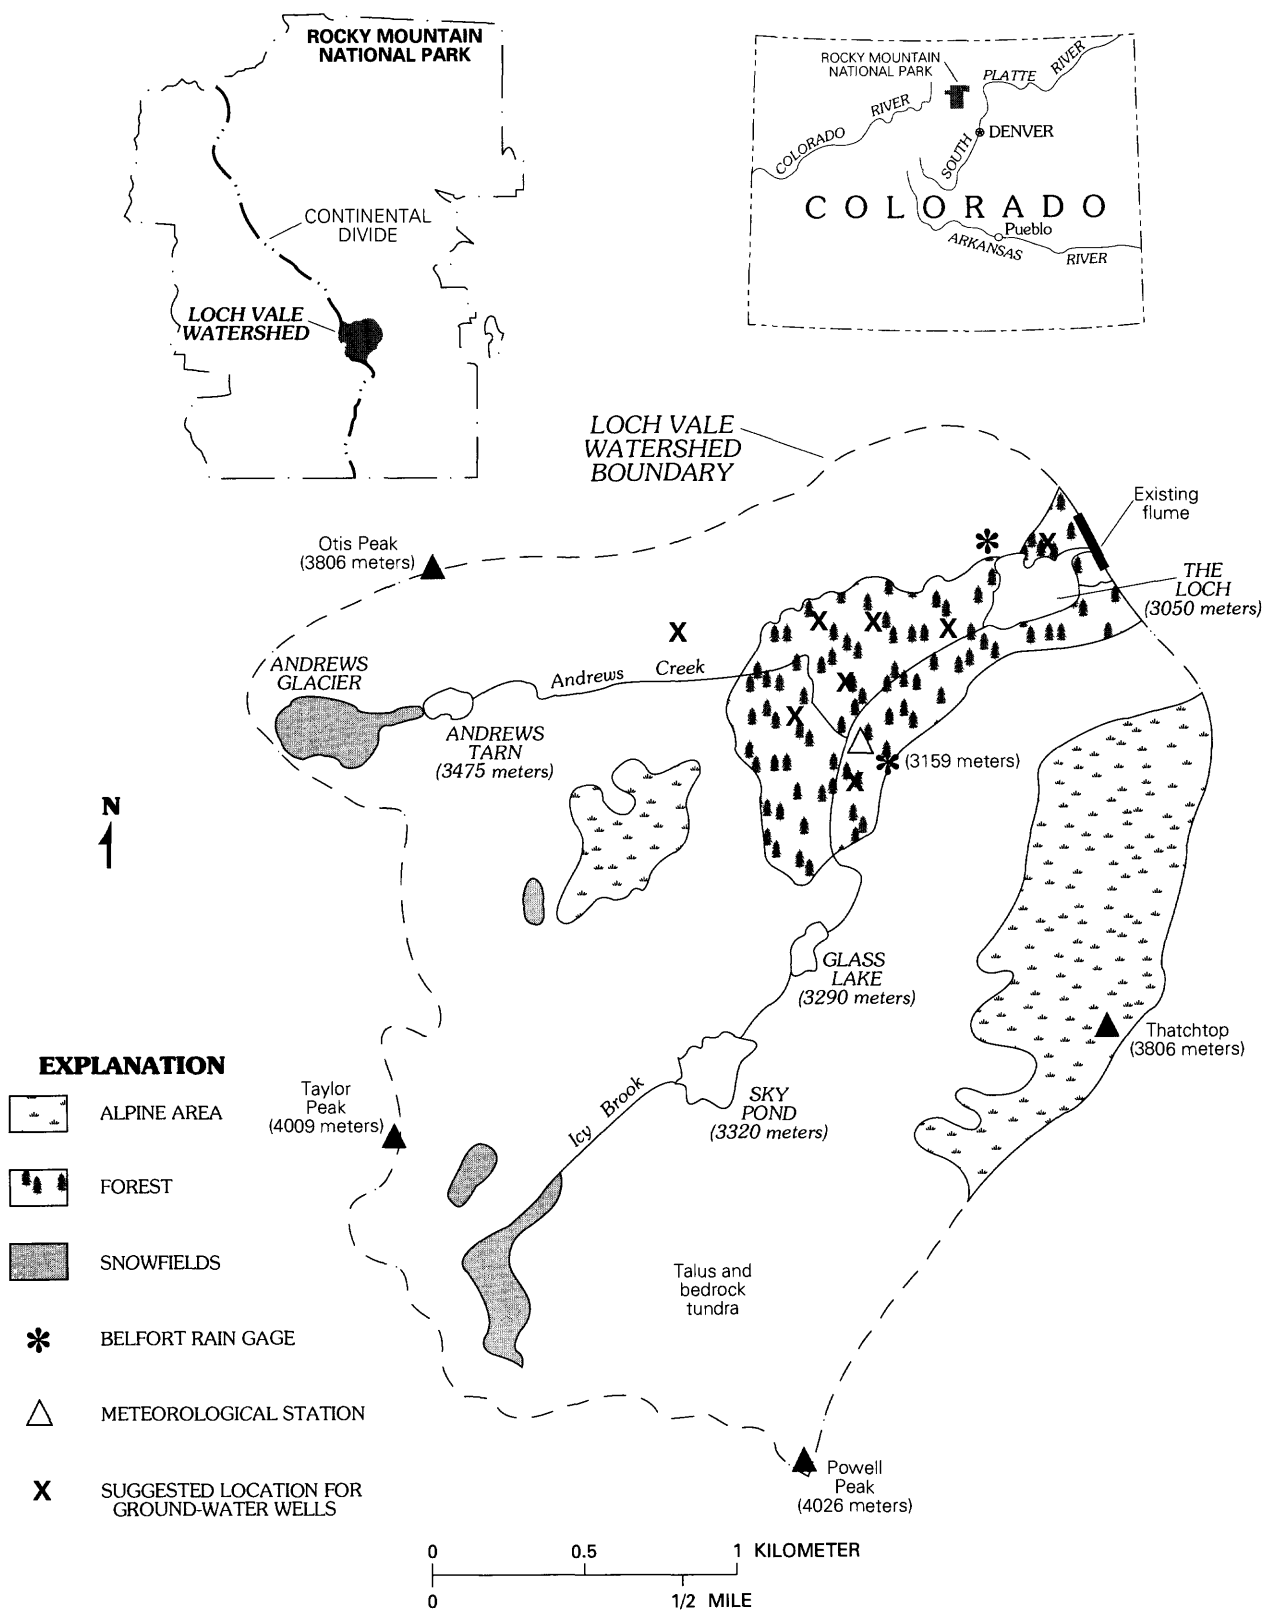 ROCKY MOUNTAIN
NATIONAL PARK
CONTINENTAL
DIVIDE
LOCH VALE
WATERSHED
ROCKY MOUNTAIN
NATIONAL PARK
PLATTE RIVER
COLORADO RIVER
SOUTH
DENVER
COLORADO
Pueblo
ARKANSAS RIVER
LOCH VALE
WATERSHED
BOUNDARY
Existing
flume
Otis Peak
(3806 meters)
THE
LOCH
(3050 meters)
X
X
X
X
X
X
X
X
X
ANDREWS
GLACIER
Andrews Creek
ANDREWS
TARN
(3475 meters)
(3159 meters)
N
GLASS
LAKE
(3290 meters)
Thatchtop
(3806 meters)
Taylor
Peak
(4009 meters)
Icy Brook
SKY
POND
(3320 meters)
Talus and
bedrock
tundra
Powell
Peak
(4026 meters)
EXPLANATION
ALPINE AREA
FOREST
SNOWFIELDS
BELFORT RAIN GAGE
METEOROLOGICAL STATION
X SUGGESTED LOCATION FOR
GROUND-WATER WELLS
0 0.5 1 KILOMETER
0 1/2 MILE